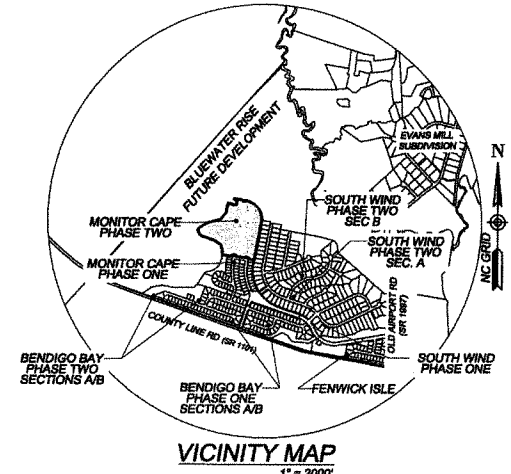 EVANS MILL
SUBDIVISION
N
NC GRID
BLUEWATER RISE
FUTURE DEVELOPMENT
SOUTH WIND
PHASE TWO
SEC B
MONITOR CAPE
PHASE TWO
SOUTH WIND
PHASE TWO
SEC. A
MONITOR CAPE
PHASE ONE
OLD AIRPORT RD
(SR 1997)
COUNTY LINE RD (SR 1101)
BENDIGO BAY
PHASE TWO
SECTIONS A/B
SOUTH WIND
PHASE ONE
BENDIGO BAY
PHASE ONE
SECTIONS A/B
FENWICK ISLE
VICINITY MAP
1" = 2000'